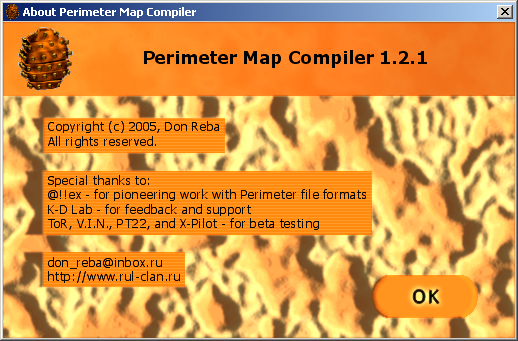 About Perimeter Map Compiler
Perimeter Map Compiler 1.2.1
Copyright (c) 2005, Don Reba
All rights reserved.
Special thanks to:
@!!ex - for pioneering work with Perimeter file formats
K-D Lab - for feedback and support
ToR, V.I.N., PT22, and X-Pilot - for beta testing
don_reba@inbox.ru
http://www.rul-clan.ru
OK